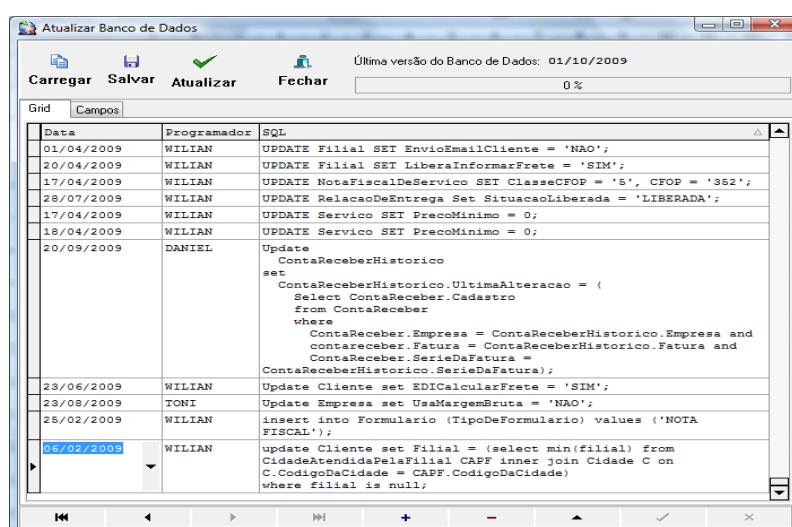 Atualizar Banco de Dados
Carregar Salvar Atualizar Fechar
Última versão do Banco de Dados: 01/10/2009
0 %
Grid Campos
Data Programador SQL
01/04/2009 WILIAN UPDATE Filial SET EnvioEmailCliente = 'NAO';
20/04/2009 WILIAN UPDATE Filial SET LiberaInformarFrete = 'SIM';
17/04/2009 WILIAN UPDATE NotaFiscalDeServico SET ClasseCFOP = '5', CFOP = '352';
28/07/2009 WILIAN UPDATE RelacaoDeEntrega Set SituacaoLiberada = 'LIBERADA';
17/04/2009 WILIAN UPDATE Servico SET PrecoMinimo = 0;
18/04/2009 WILIAN UPDATE Servico SET PrecoMinimo = 0;
20/09/2009 DANIEL Update
ContaReceberHistorico
set
ContaReceberHistorico.UltimaAlteracao = (
Select ContaReceber.Cadastro
from ContaReceber
where
ContaReceber.Empresa = ContaReceberHistorico.Empresa and
contareceber.Fatura = ContaReceberHistorico.Fatura and
ContaReceber.SerieDaFatura =
ContaReceberHistorico.SerieDaFatura);
23/06/2009 WILIAN Update Cliente set EDICalcularFrete = 'SIM';
23/08/2009 TONI Update Empresa set UsaMargemBruta = 'NAO';
25/02/2009 WILIAN insert into Formulario (TipoDeFormulario) values ('NOTA
FISCAL');
06/02/2009 WILIAN update Cliente set Filial = (select min(filial) from
CidadeAtendidaPelaFilial CAPF inner join Cidade C on
C.CodigoDaCidade = CAPF.CodigoDaCidade)
where filial is null;